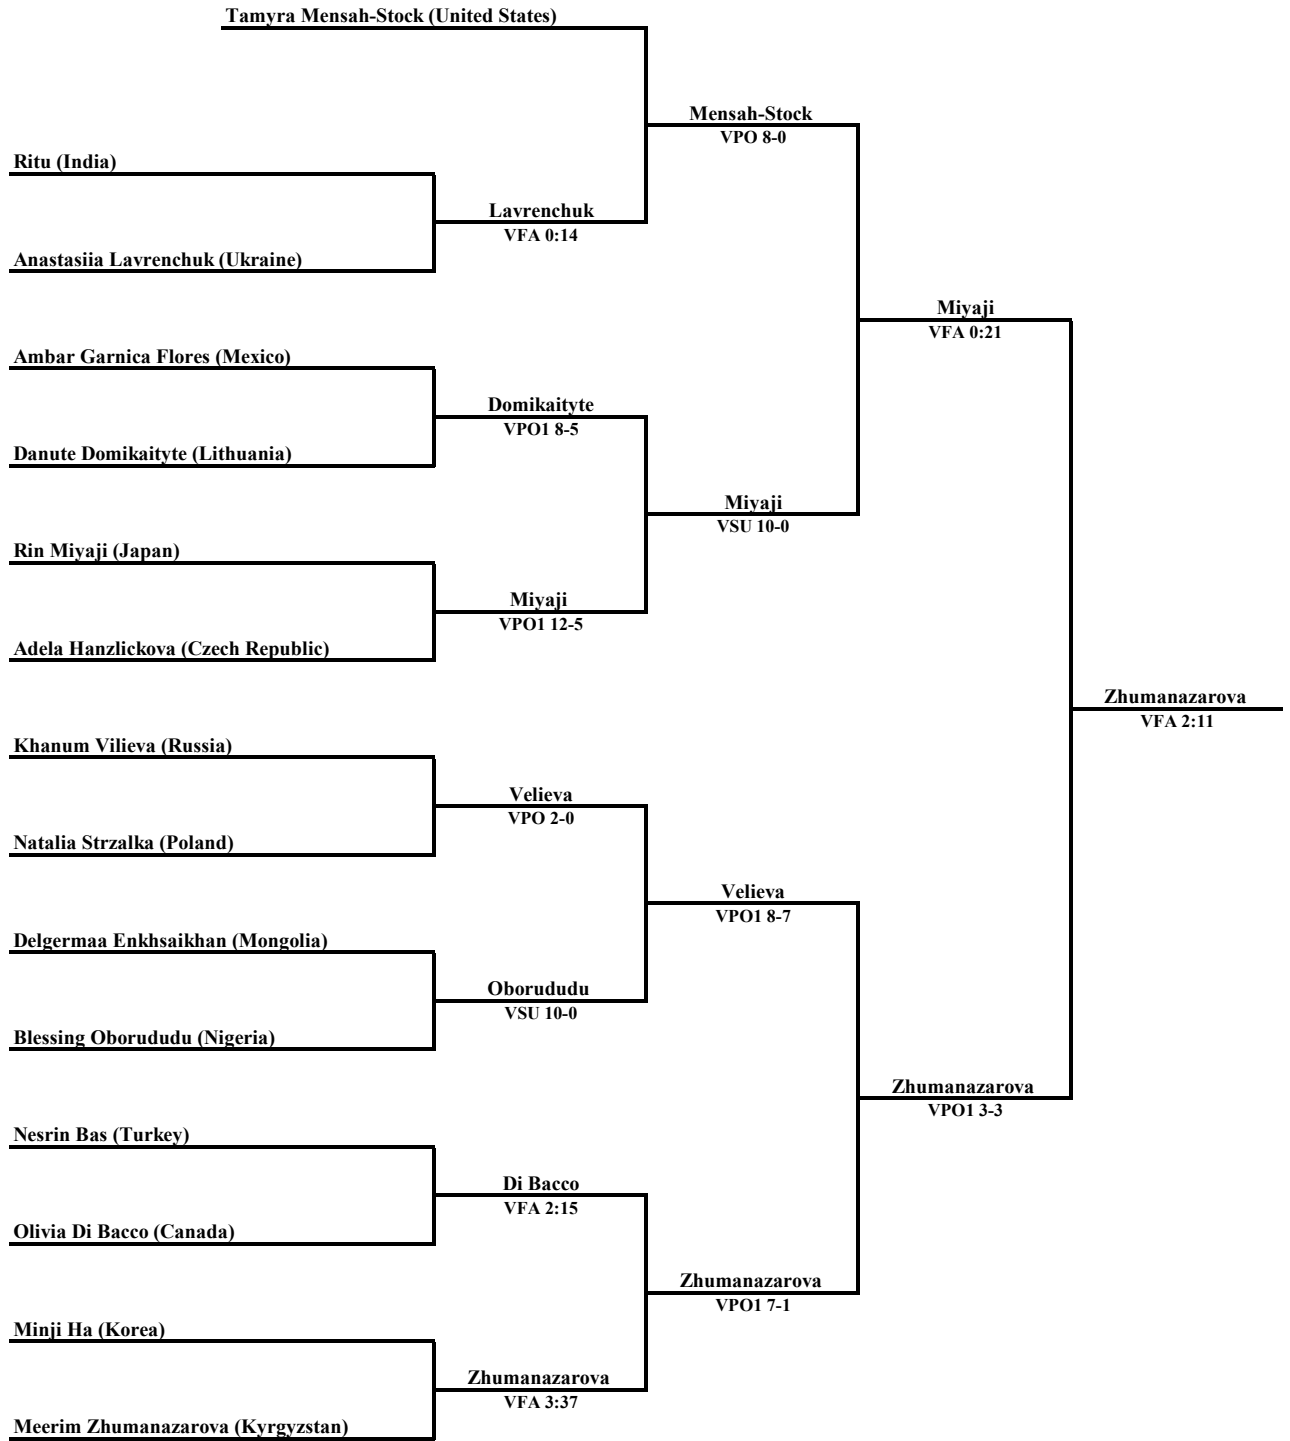 Tamyra Mensah-Stock (United States)
Mensah-Stock
VPO 8-0
Ritu (India)
Lavrenchuk
VFA 0:14
Anastasiia Lavrenchuk (Ukraine)
Miyaji
VFA 0:21
Ambar Garnica Flores (Mexico)
Domikaityte
VPO1 8-5
Danute Domikaityte (Lithuania)
Miyaji
VSU 10-0
Rin Miyaji (Japan)
Miyaji
VPO1 12-5
Adela Hanzlickova (Czech Republic)
Zhumanazarova
VFA 2:11
Khanum Vilieva (Russia)
Velieva
VPO 2-0
Natalia Strzalka (Poland)
Velieva
VPO1 8-7
Delgermaa Enkhsaikhan (Mongolia)
Oborududu
VSU 10-0
Blessing Oborududu (Nigeria)
Zhumanazarova
VPO1 3-3
Nesrin Bas (Turkey)
Di Bacco
VFA 2:15
Olivia Di Bacco (Canada)
Zhumanazarova
VPO1 7-1
Minji Ha (Korea)
Zhumanazarova
VFA 3:37
Meerim Zhumanazarova (Kyrgyzstan)